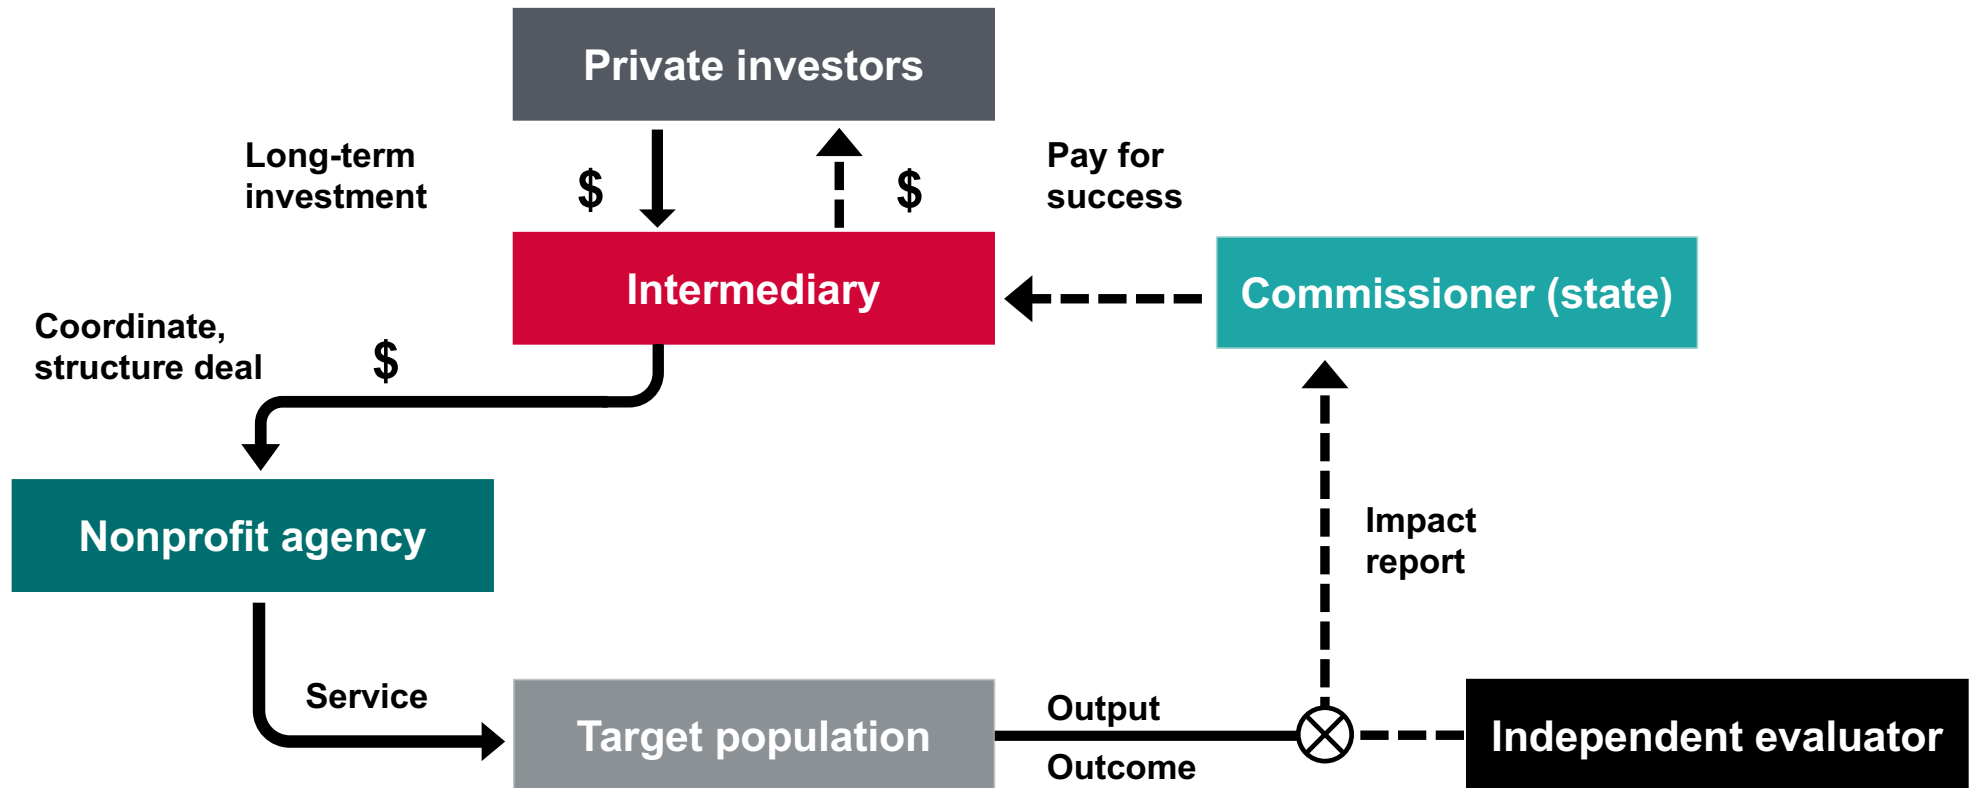 Private investors
Long-term
investment
$
$
Pay for
success
Intermediary
Commissioner (state)
Coordinate,
structure deal
$
Nonprofit agency
Impact
report
Service
Target population
Output
Outcome
Independent evaluator